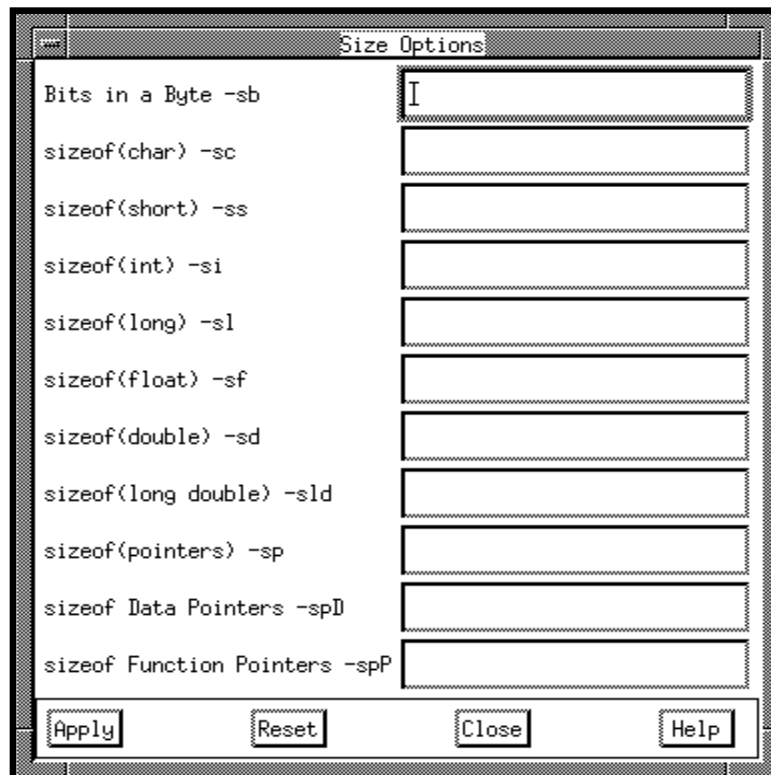 Size Options
Bits in a Byte -sb
sizeof(char) -sc
sizeof(short) -ss
sizeof(int) -si
sizeof(long) -sl
sizeof(float) -sf
sizeof(double) -sd
sizeof(long double) -sld
sizeof(pointers) -sp
sizeof Data Pointers -spD
sizeof Function Pointers -spP
Apply Reset Close Help